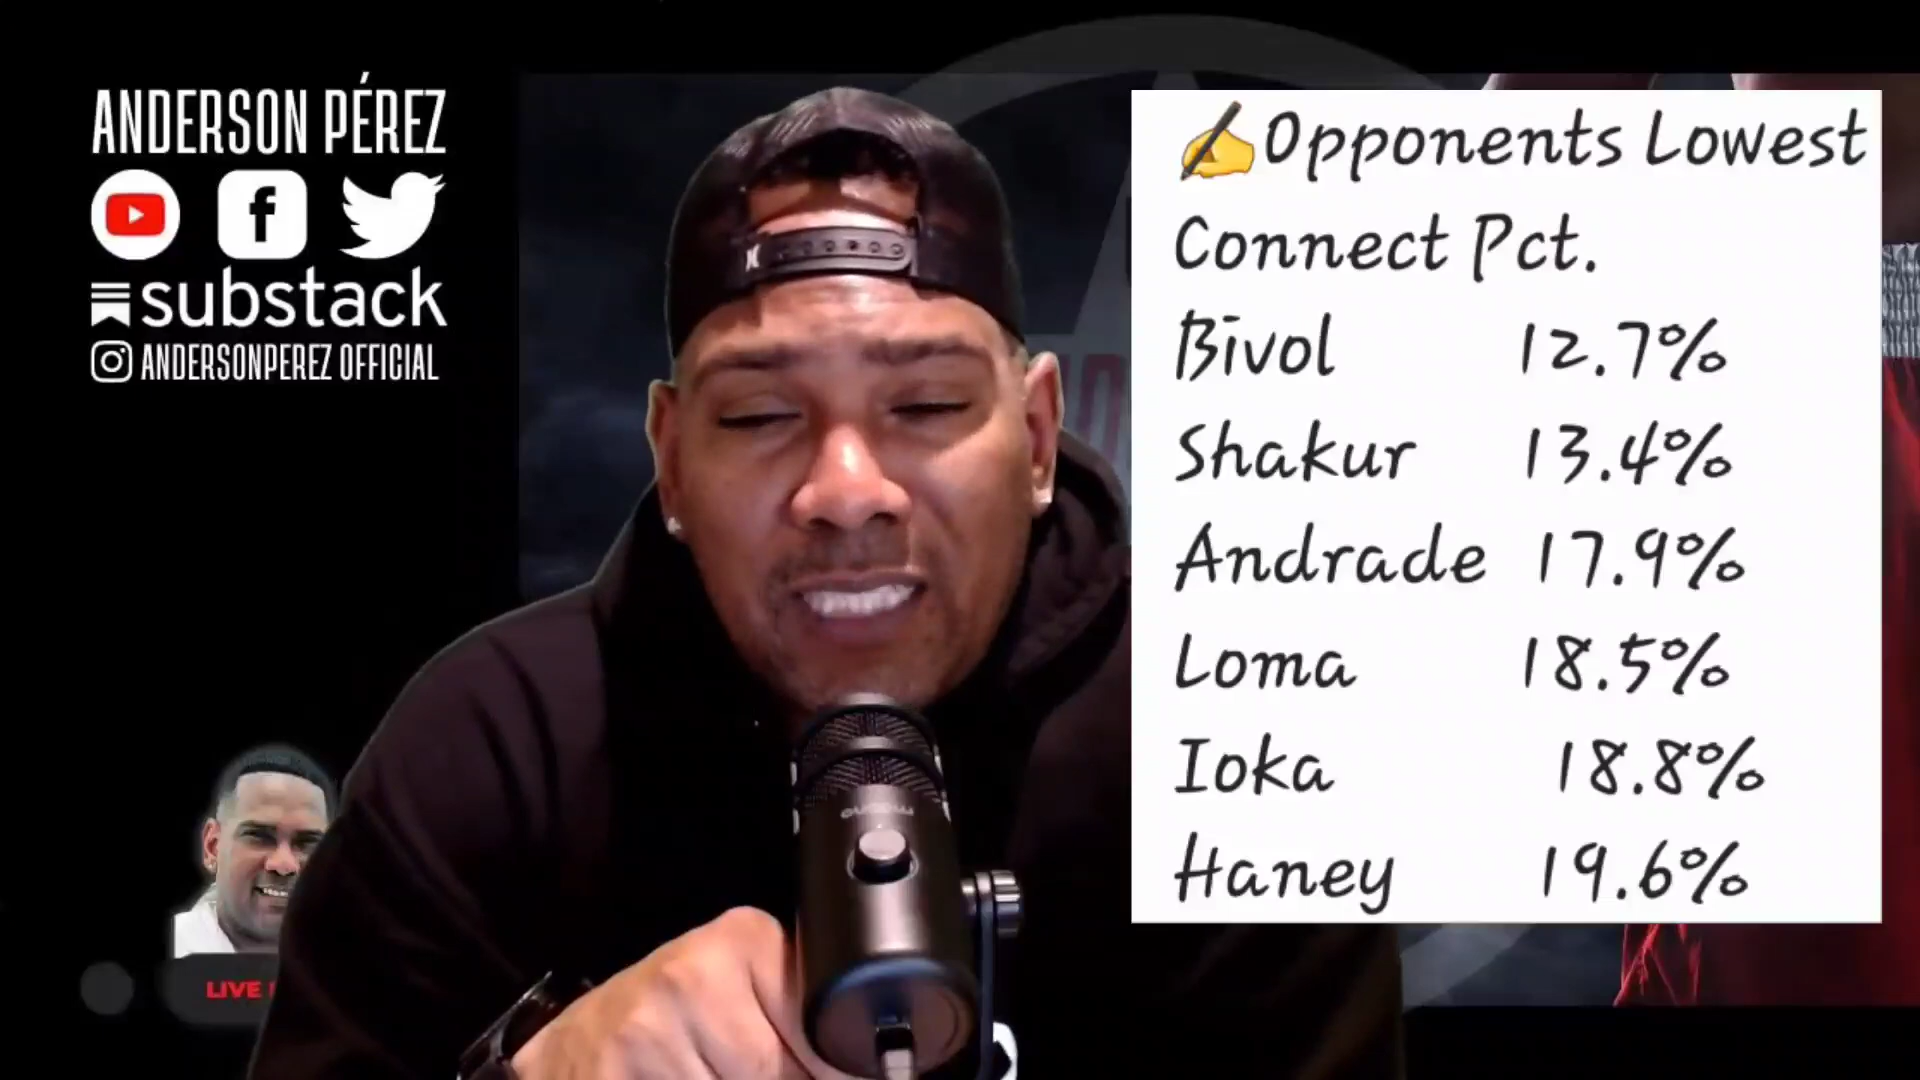 ANDERSON PÉREZ
substack
ANDERSONPEREZ OFFICIAL
LIVE
✍Opponents Lowest
Connect Pct.
Bivol 12.7%
Shakur 13.4%
Andrade 17.9%
Loma 18.5%
Ioka 18.8%
Haney 19.6%